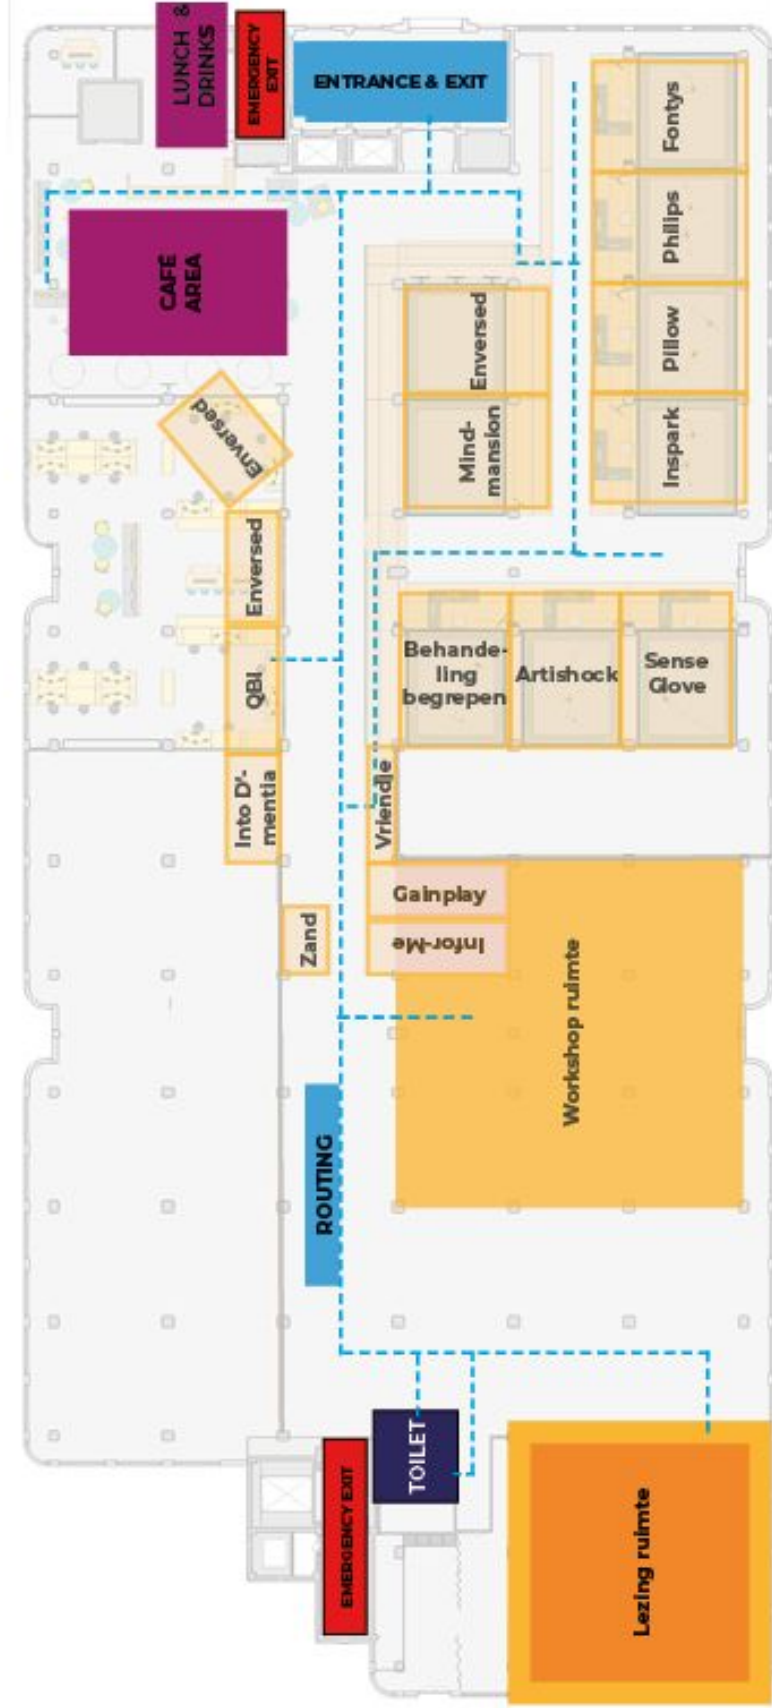 LUNCH &
DRINKS
EMERGENCY
EXIT
ENTRANCE & EXIT
Fontys
Philips
Pillow
Inspark
CAFÉ
AREA
Enversed
Mind-
mansion
Enversed
Enversed
QBI
Into D'-
mentia
Behande-
ling
begrepen
Artishock
Sense
Glove
Vriendje
Gainplay
Infor-Me
Zand
Workshop ruimte
ROUTING
TOILET
EMERGENCY EXIT
Lezing ruimte